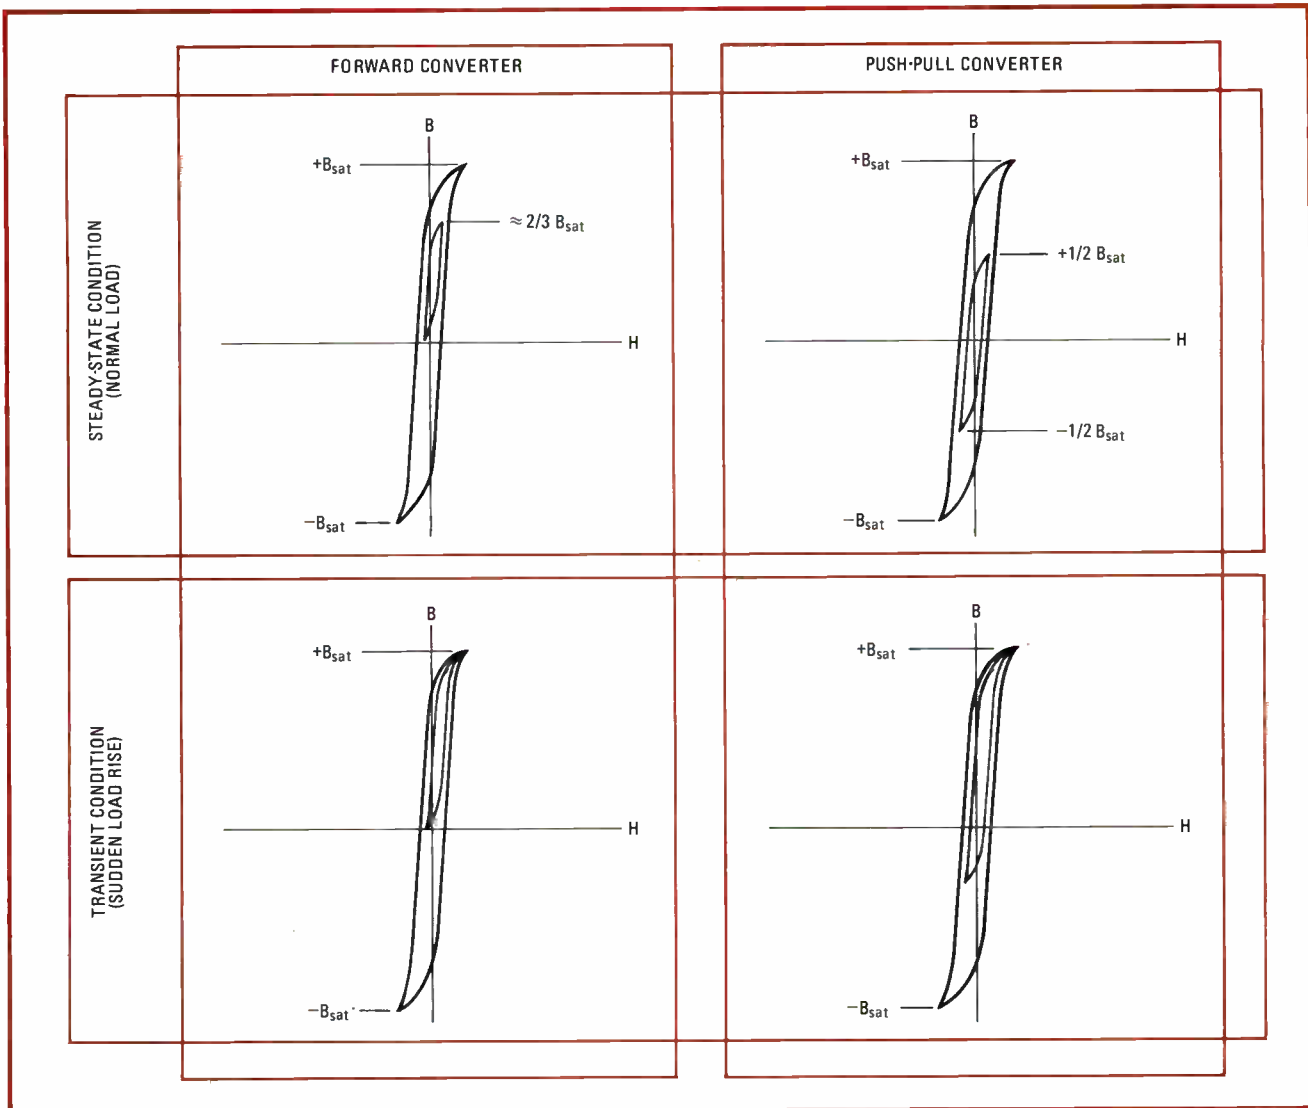 FORWARD CONVERTER
PUSH-PULL CONVERTER
STEADY-STATE CONDITION
(NORMAL LOAD)
B
+Bsat
≈ 2/3 Bsat
H
−Bsat
B
+Bsat
+1/2 Bsat
H
−1/2 Bsat
−Bsat
TRANSIENT CONDITION
(SUDDEN LOAD RISE)
B
+Bsat
H
−Bsat
B
+Bsat
H
−Bsat